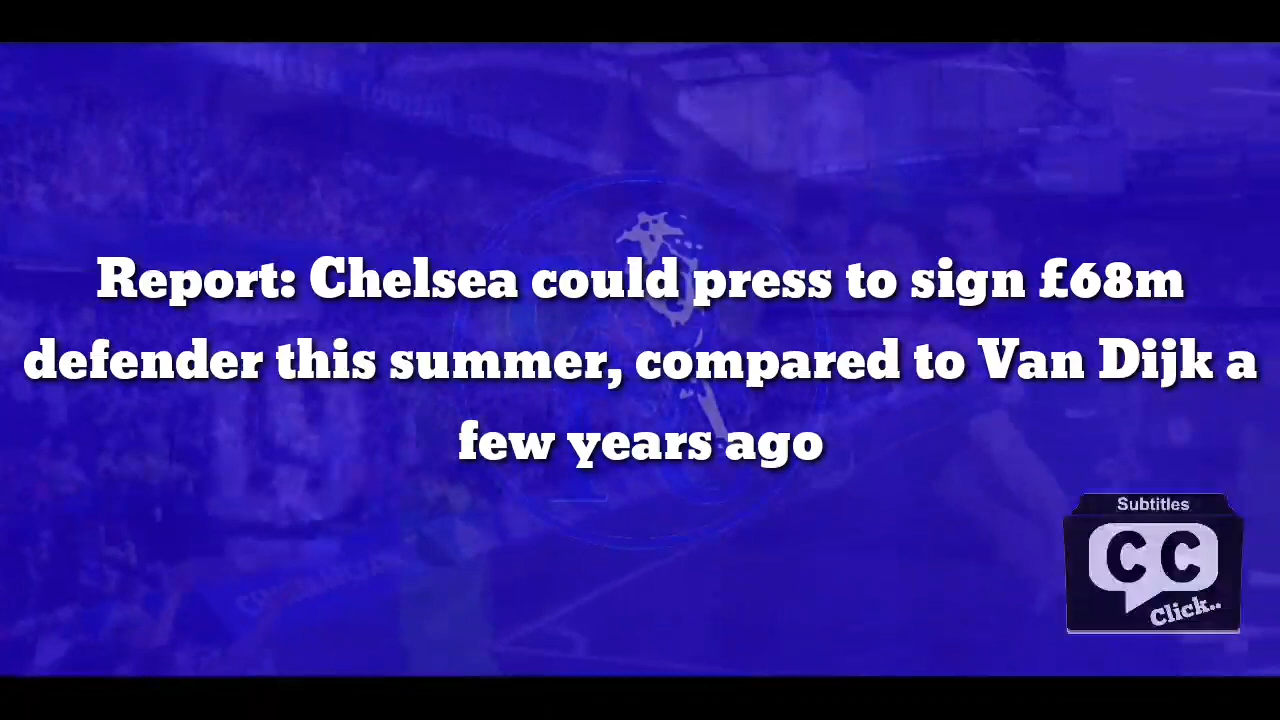 Report: Chelsea could press to sign £68m
defender this summer, compared to Van Dijk a
few years ago
Subtitles
CC
Click..